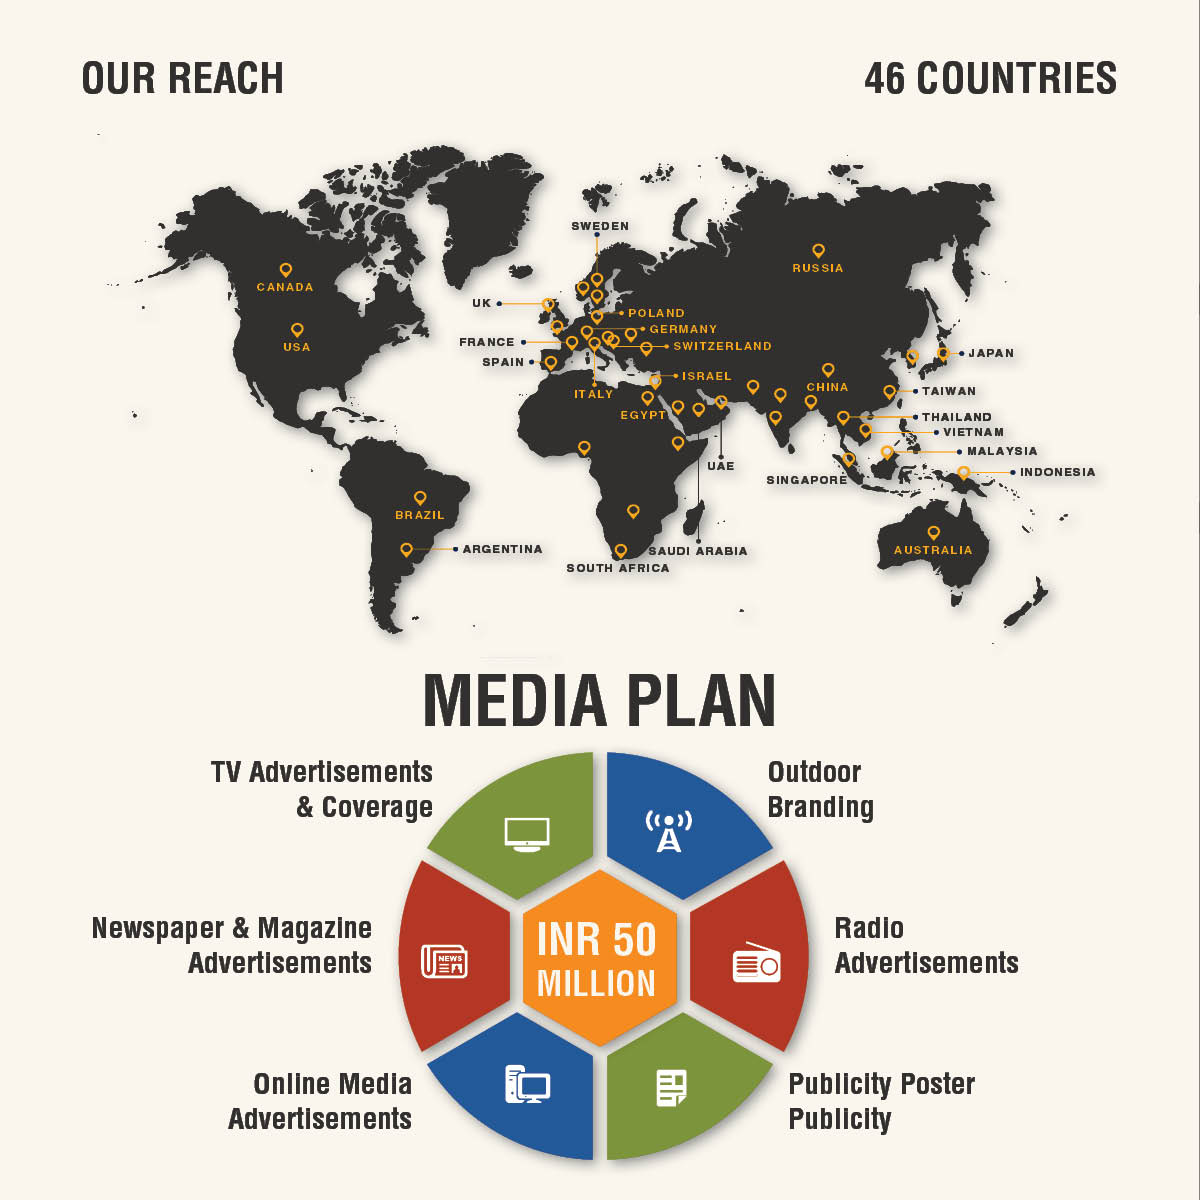 OUR REACH
46 COUNTRIES
SWEDEN
RUSSIA
CANADA
UK
POLAND
GERMANY
USA
FRANCE
SWITZERLAND
JAPAN
SPAIN
ISRAEL
CHINA
ITALY
TAIWAN
EGYPT
THAILAND
VIETNAM
MALAYSIA
UAE
INDONESIA
SINGAPORE
BRAZIL
ARGENTINA
SAUDI ARABIA
AUSTRALIA
SOUTH AFRICA
MEDIA PLAN
TV Advertisements
& Coverage
Outdoor
Branding
Newspaper & Magazine
Advertisements
NEWS
INR 50
MILLION
Radio
Advertisements
Online Media
Advertisements
Publicity Poster
Publicity